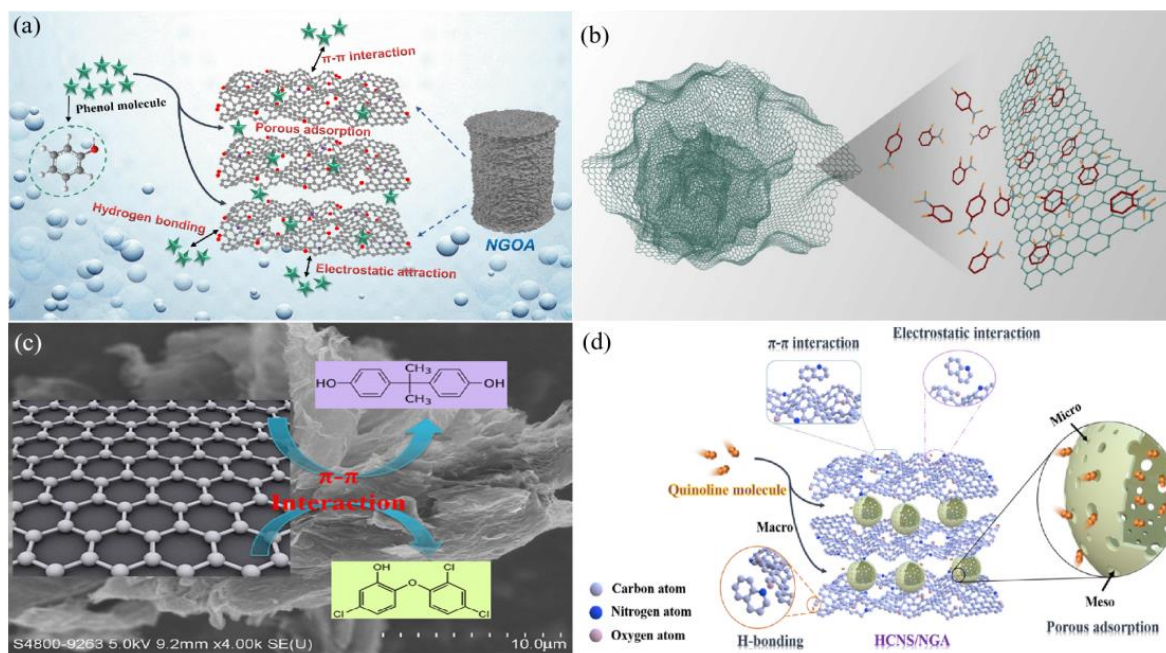 (a)
π-π interaction
Phenol molecule
Porous adsorption
Hydrogen bonding
Electrostatic attraction
NGOA
(b)
(c)
CH₃
HO
OH
CH₃
π-π
Interaction
OH
Cl
O
Cl
Cl
S4800-9263 5.0kV 9.2mm x4.00k SE(U)
10.0μm
(d)
Electrostatic interaction
π-π interaction
Micro
Quinoline molecule
Macro
Carbon atom
Nitrogen atom
Oxygen atom
H-bonding
HCNS/NGA
Meso
Porous adsorption